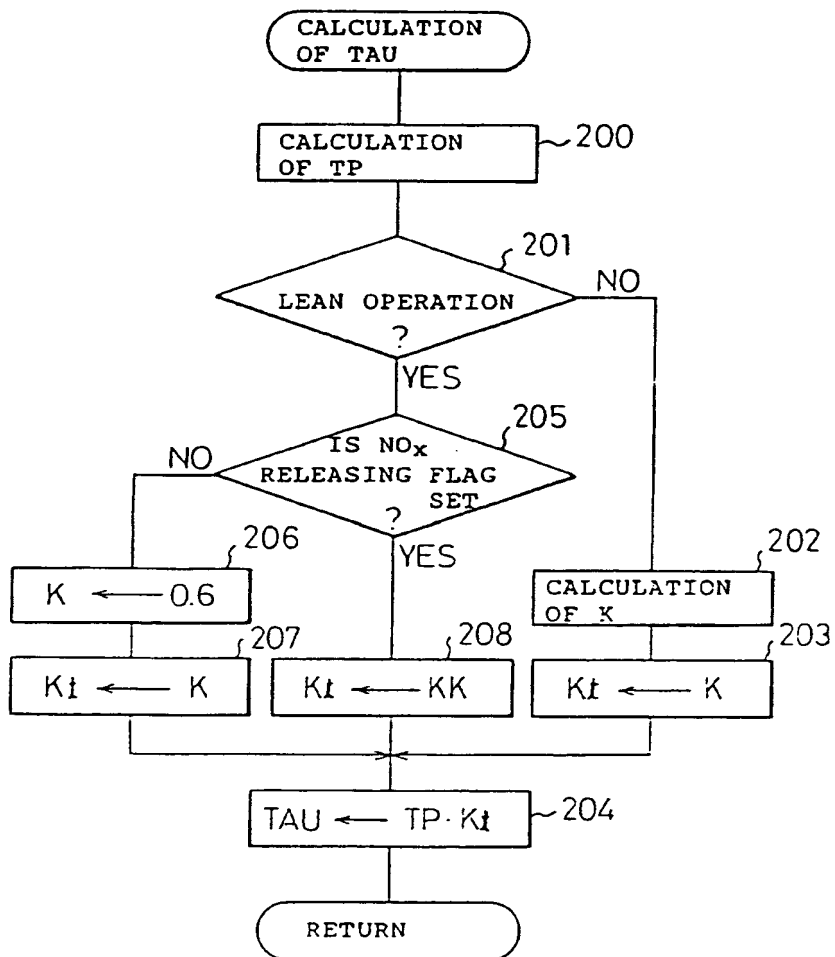 CALCULATION
OF TAU
CALCULATION
OF TP
200
201
LEAN OPERATION
?
NO
YES
205
IS NOx
RELEASING FLAG
SET
?
NO
YES
206
K ← 0.6
202
CALCULATION
OF K
207
Kt ← K
208
Kt ← KK
203
Kt ← K
TAU ← TP · Kt
204
RETURN